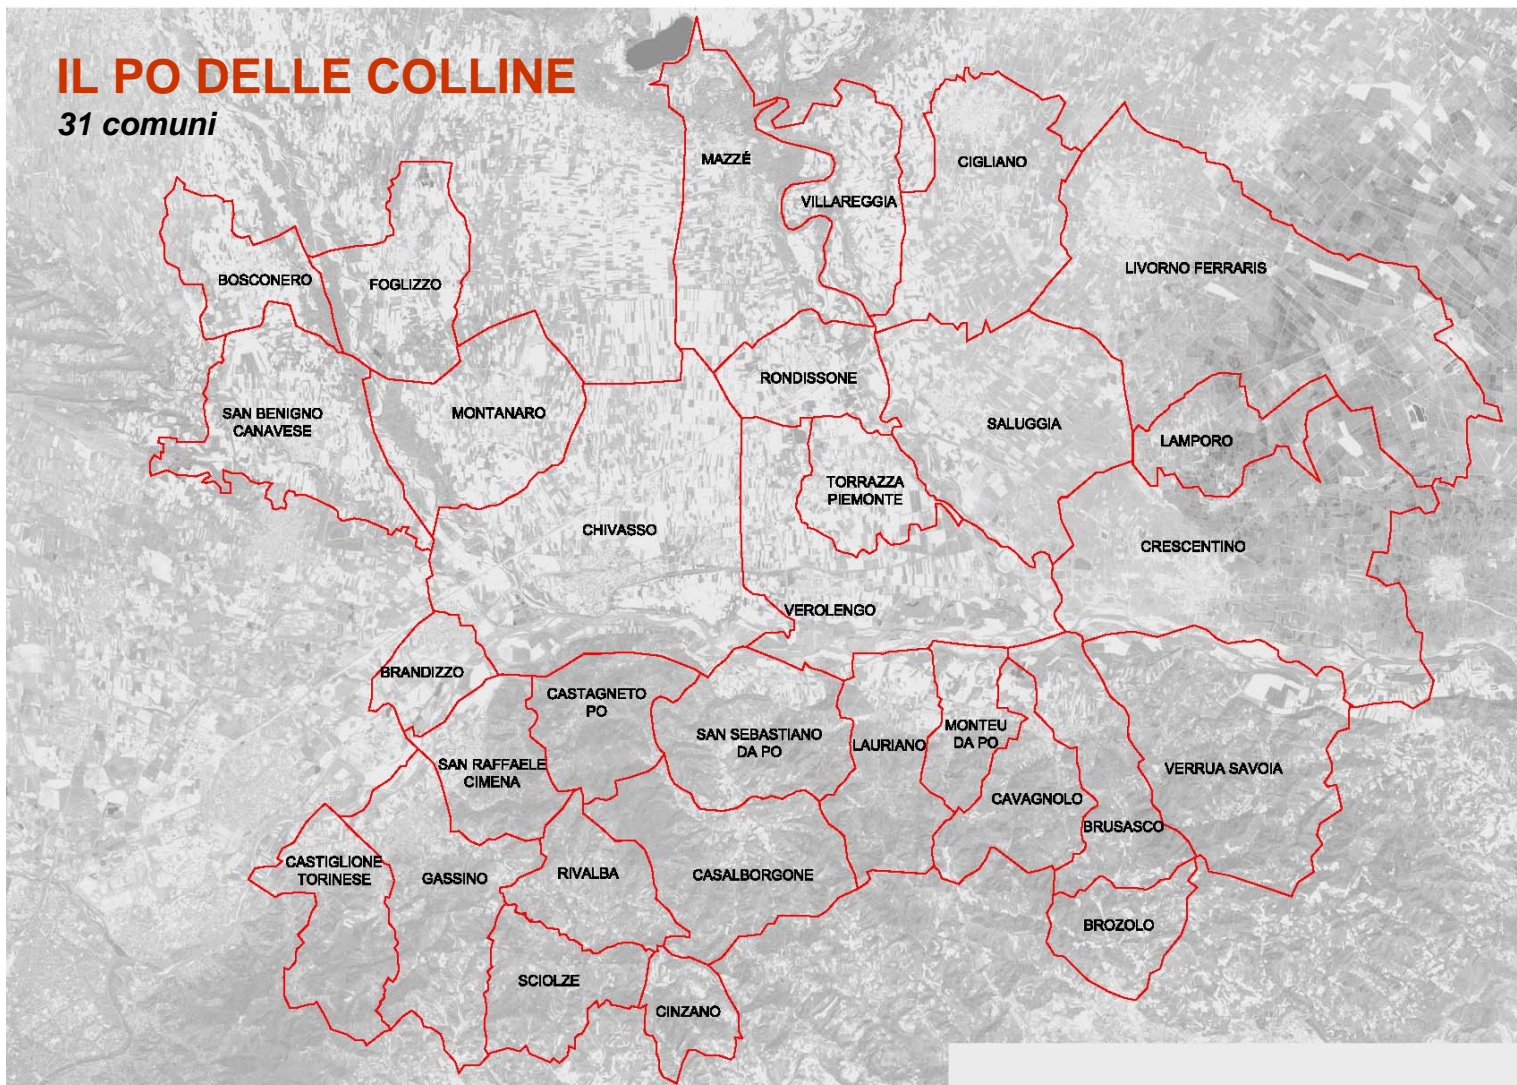 IL PO DELLE COLLINE
31 comuni
MAZZÉ
CIGLIANO
VILLAREGGIA
BOSCONERO
FOGLIZZO
LIVORNO FERRARIS
RONDISSONE
SAN BENIGNO
CANAVESE
MONTANARO
SALUGGIA
LAMPORO
TORRAZZA
PIEMONTE
CHIVASSO
CRESCENTINO
VEROLENGO
BRANDIZZO
CASTAGNETO
PO
SAN SEBASTIANO
DA PO
LAURIANO
MONTEU
DA PO
SAN RAFFAELE
CIMENA
VERRUA SAVOIA
CAVAGNOLO
BRUSASCO
CASTIGLIONE
TORINESE
GASSINO
RIVALBA
CASALBORGONE
BROZOLO
SCIOLZE
CINZANO